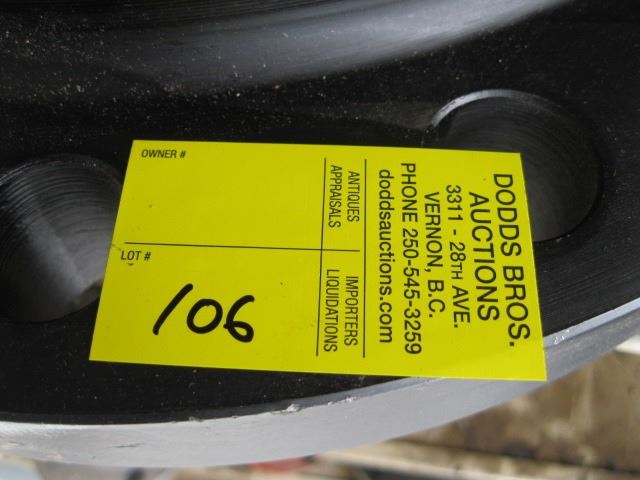 DODDS BROS.
AUCTIONS
3311 - 28TH AVE.
VERNON, B.C.
PHONE 250-545-3259
doddsauctions.com
ANTIQUES
APPRAISALS
IMPORTERS
LIQUIDATIONS
OWNER #
LOT #
106